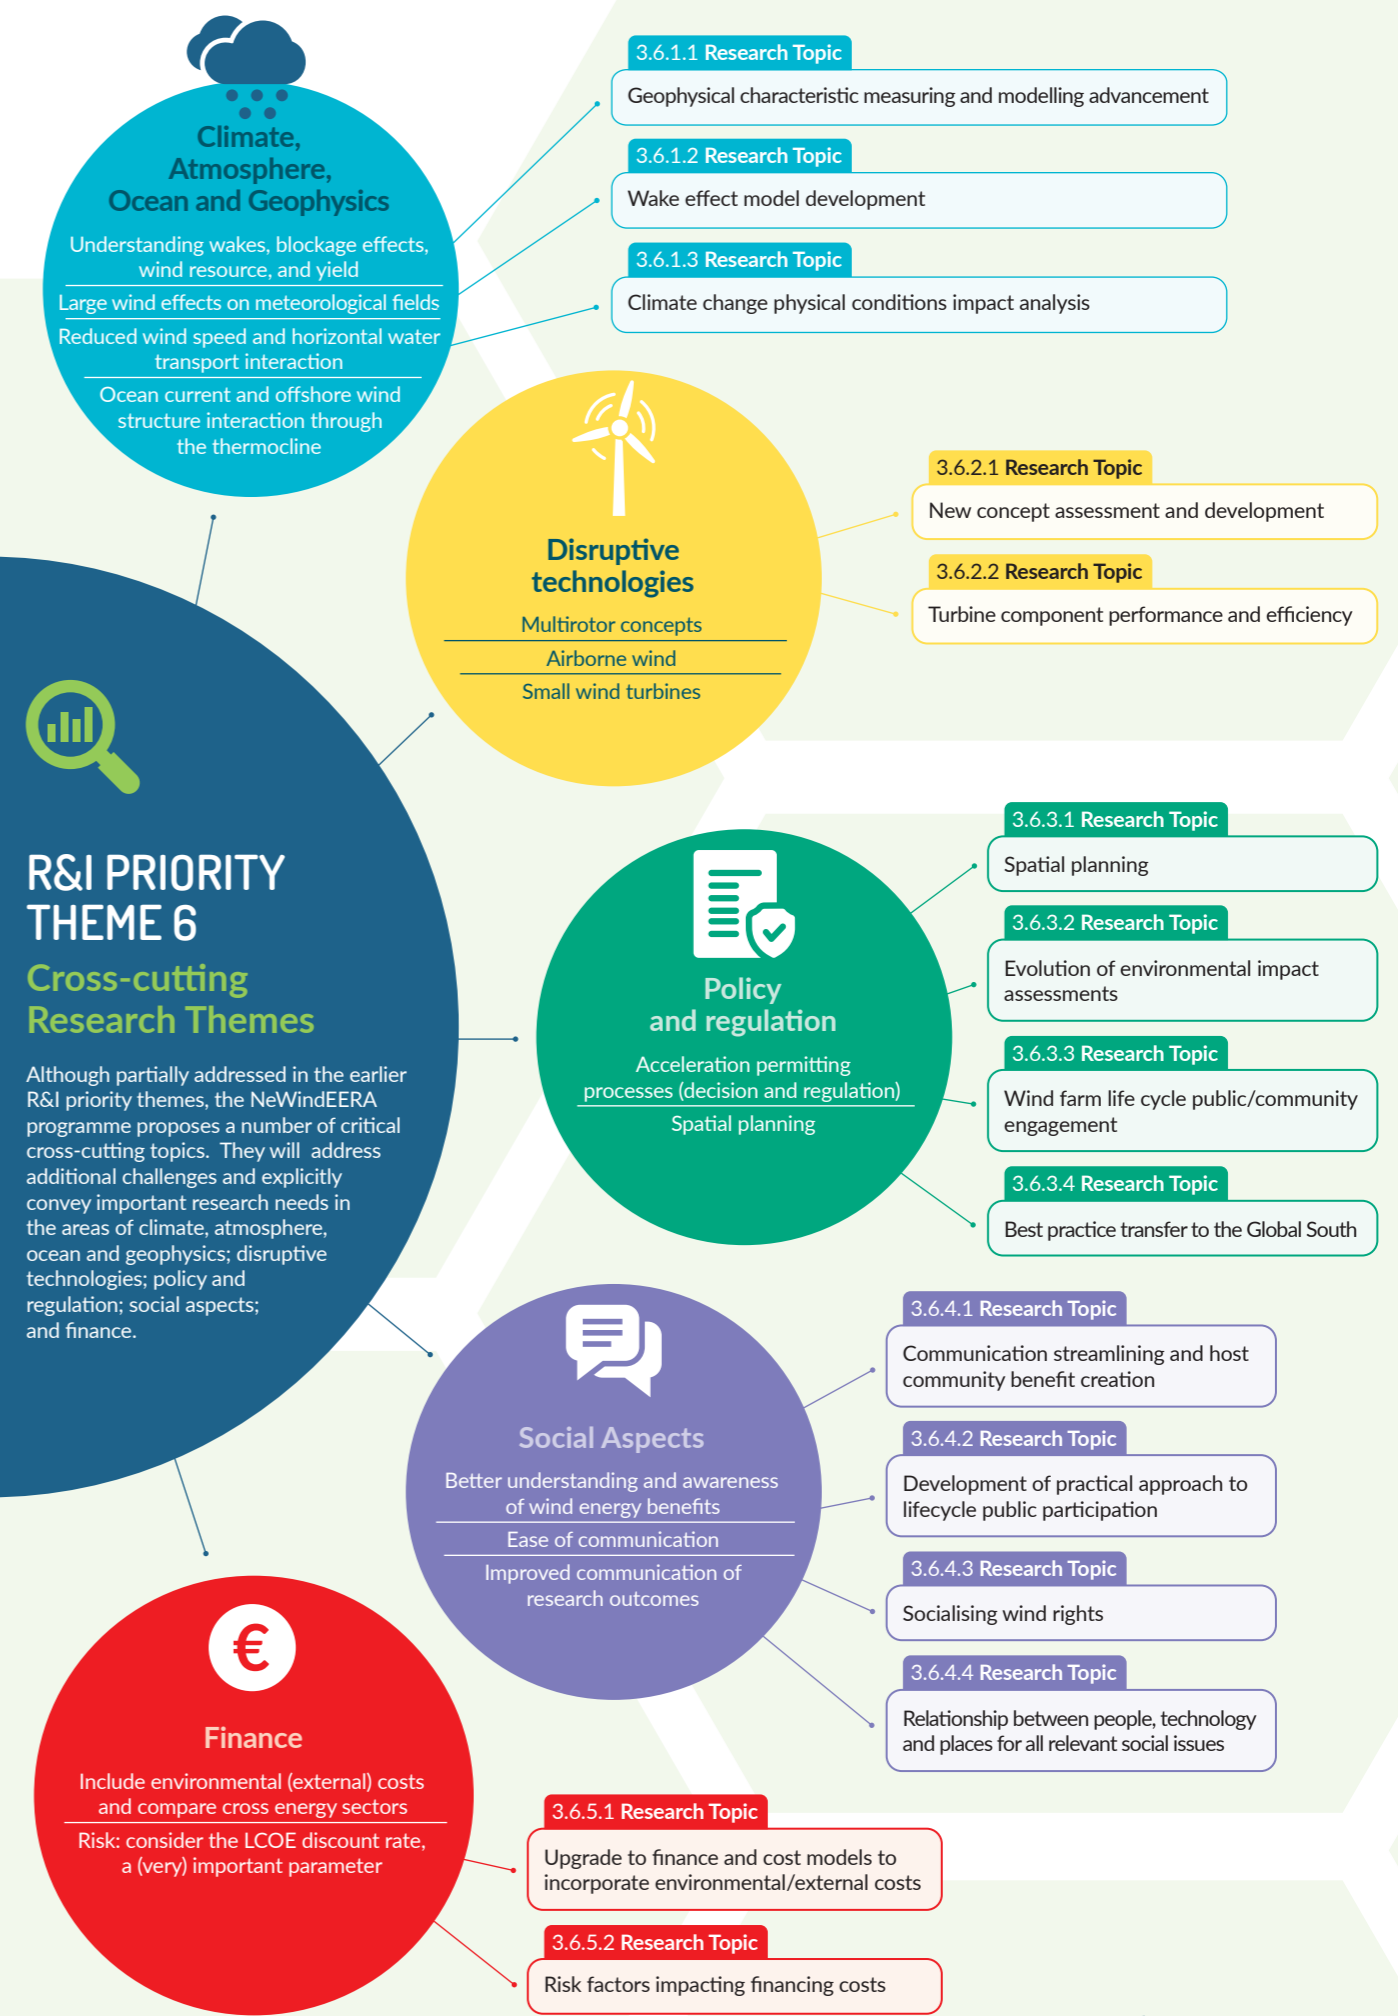 Climate,
Atmosphere,
Ocean and Geophysics
Understanding wakes, blockage effects,
wind resource, and yield
Large wind effects on meteorological fields
Reduced wind speed and horizontal water
transport interaction
Ocean current and offshore wind
structure interaction through
the thermocline
3.6.1.1 Research Topic
Geophysical characteristic measuring and modelling advancement
3.6.1.2 Research Topic
Wake effect model development
3.6.1.3 Research Topic
Climate change physical conditions impact analysis
Disruptive
technologies
Multirotor concepts
Airborne wind
Small wind turbines
3.6.2.1 Research Topic
New concept assessment and development
3.6.2.2 Research Topic
Turbine component performance and efficiency
R&I PRIORITY
THEME 6
Cross-cutting
Research Themes
Although partially addressed in the earlier
R&I priority themes, the NeWindEERA
programme proposes a number of critical
cross-cutting topics. They will address
additional challenges and explicitly
convey important research needs in
the areas of climate, atmosphere,
ocean and geophysics; disruptive
technologies; policy and
regulation; social aspects;
and finance.
Policy
and regulation
Acceleration permitting
processes (decision and regulation)
Spatial planning
3.6.3.1 Research Topic
Spatial planning
3.6.3.2 Research Topic
Evolution of environmental impact
assessments
3.6.3.3 Research Topic
Wind farm life cycle public/community
engagement
3.6.3.4 Research Topic
Best practice transfer to the Global South
Social Aspects
Better understanding and awareness
of wind energy benefits
Ease of communication
Improved communication of
research outcomes
3.6.4.1 Research Topic
Communication streamlining and host
community benefit creation
3.6.4.2 Research Topic
Development of practical approach to
lifecycle public participation
3.6.4.3 Research Topic
Socialising wind rights
3.6.4.4 Research Topic
Relationship between people, technology
and places for all relevant social issues
€
Finance
Include environmental (external) costs
and compare cross energy sectors
Risk: consider the LCOE discount rate,
a (very) important parameter
3.6.5.1 Research Topic
Upgrade to finance and cost models to
incorporate environmental/external costs
3.6.5.2 Research Topic
Risk factors impacting financing costs